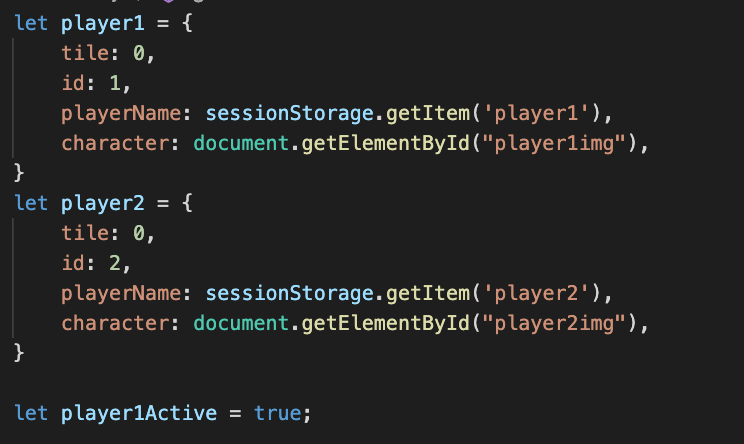 let player1 = {
    tile: 0,
    id: 1,
    playerName: sessionStorage.getItem('player1'),
    character: document.getElementById("player1img"),
}
let player2 = {
    tile: 0,
    id: 2,
    playerName: sessionStorage.getItem('player2'),
    character: document.getElementById("player2img"),
}
let player1Active = true;